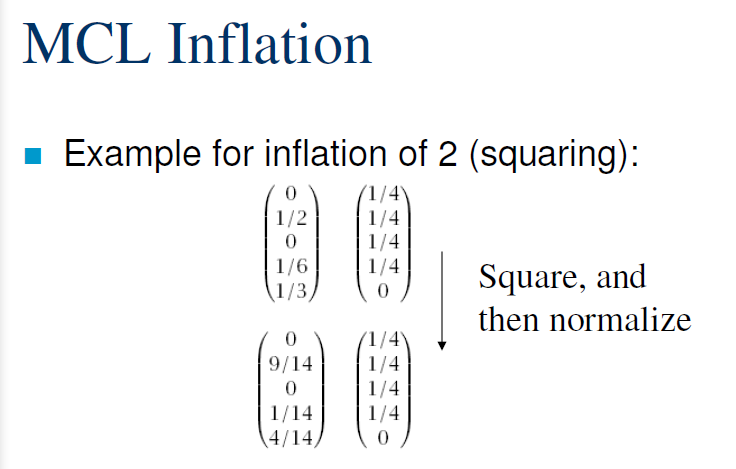 MCL Inflation
Example for inflation of 2 (squaring):
0 1/4
1/2 1/4
0 1/4
1/6 1/4
1/3 0
Square, and
then normalize
0 1/4
9/14 1/4
0 1/4
1/14 1/4
4/14 0